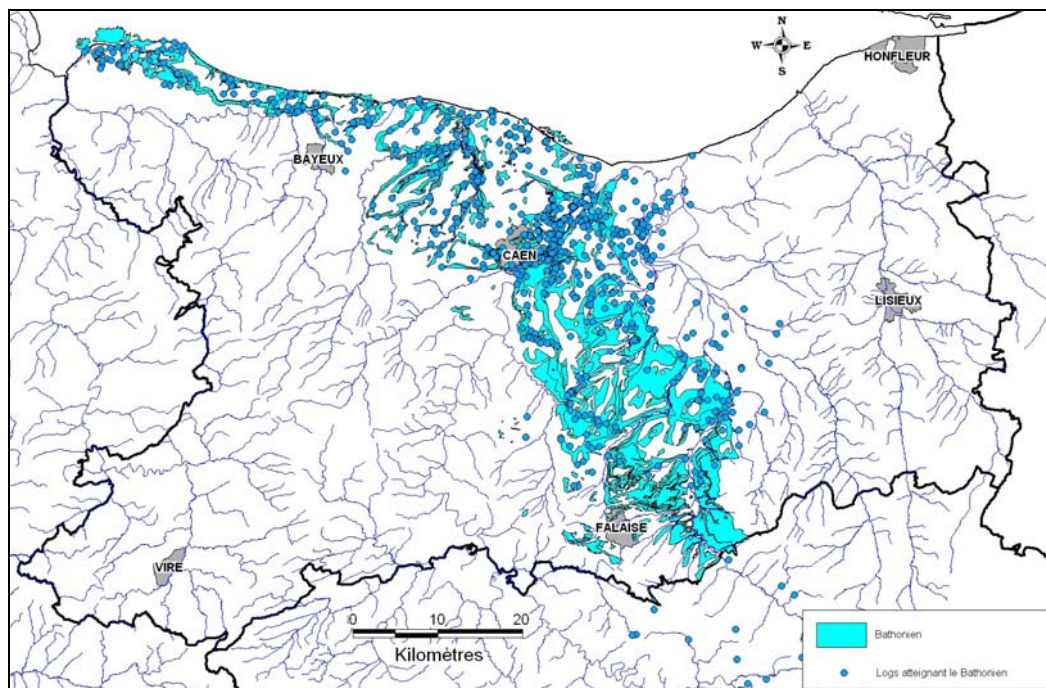 N
W E
S
HONFLEUR
BAYEUX
CAEN
LISIEUX
FALAISE
VIRE
0 10 20
Kilomètres
Bathonien
Logs atteignant le Bathonien